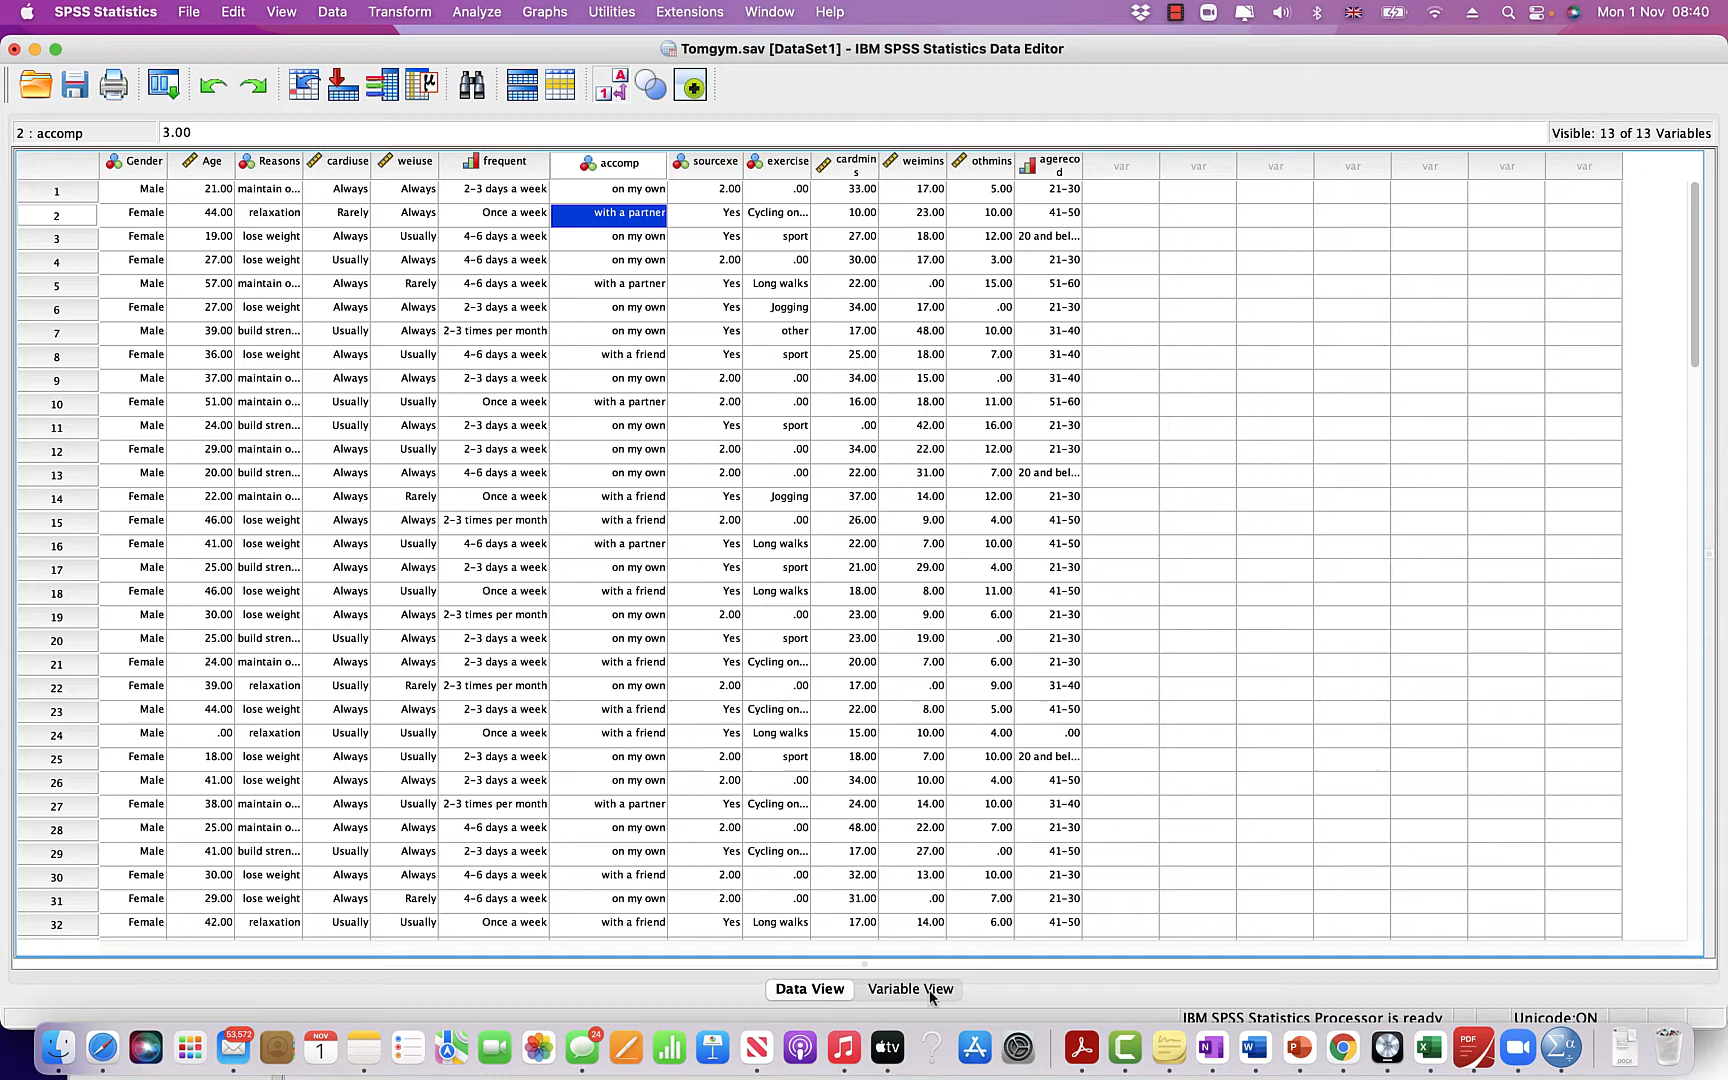 SPSS Statistics File Edit View Data Transform Analyze Graphs Utilities Extensions Window Help Mon 1 Nov 08:40
Tomgym.sav [DataSet1] - IBM SPSS Statistics Data Editor
2 : accomp 3.00 Visible: 13 of 13 Variables
Gender Age Reasons cardiuse weiuse frequent accomp sourcexe exercise cardmins weimins othmins agerecod var var var var var var var
1 Male 21.00 maintain o... Always Always 2-3 days a week on my own 2.00 .00 33.00 17.00 5.00 21-30
2 Female 44.00 relaxation Rarely Always Once a week with a partner Yes Cycling on... 10.00 23.00 10.00 41-50
3 Female 19.00 lose weight Always Usually 4-6 days a week on my own Yes sport 27.00 18.00 12.00 20 and bel...
4 Female 27.00 lose weight Usually Always 4-6 days a week on my own 2.00 .00 30.00 17.00 3.00 21-30
5 Male 57.00 maintain o... Always Rarely 4-6 days a week with a partner Yes Long walks 22.00 .00 15.00 51-60
6 Female 27.00 lose weight Always Always 2-3 days a week on my own Yes Jogging 34.00 17.00 .00 21-30
7 Male 39.00 build stren... Usually Always 2-3 times per month on my own Yes other 17.00 48.00 10.00 31-40
8 Female 36.00 lose weight Always Usually 4-6 days a week with a friend Yes sport 25.00 18.00 7.00 31-40
9 Male 37.00 maintain o... Always Always 2-3 days a week on my own 2.00 .00 34.00 15.00 .00 31-40
10 Female 51.00 maintain o... Usually Usually Once a week with a partner 2.00 .00 16.00 18.00 11.00 51-60
11 Male 24.00 build stren... Usually Always 2-3 days a week on my own Yes sport .00 42.00 16.00 21-30
12 Female 29.00 maintain o... Always Usually 2-3 days a week on my own 2.00 .00 34.00 22.00 12.00 21-30
13 Male 20.00 build stren... Always Always 4-6 days a week on my own 2.00 .00 22.00 31.00 7.00 20 and bel...
14 Female 22.00 maintain o... Always Rarely Once a week with a friend Yes Jogging 37.00 14.00 12.00 21-30
15 Female 46.00 lose weight Always Always 2-3 times per month with a friend 2.00 .00 26.00 9.00 4.00 41-50
16 Female 41.00 lose weight Always Usually 4-6 days a week with a partner Yes Long walks 22.00 7.00 10.00 41-50
17 Male 25.00 build stren... Always Always 2-3 days a week on my own Yes sport 21.00 29.00 4.00 21-30
18 Female 46.00 lose weight Always Usually Once a week with a friend Yes Long walks 18.00 8.00 11.00 41-50
19 Male 30.00 lose weight Always Always 2-3 times per month on my own 2.00 .00 23.00 9.00 6.00 21-30
20 Male 25.00 build stren... Usually Always 2-3 days a week on my own Yes sport 23.00 19.00 .00 21-30
21 Female 24.00 maintain o... Always Always 2-3 days a week with a friend Yes Cycling on... 20.00 7.00 6.00 21-30
22 Female 39.00 relaxation Usually Rarely 2-3 times per month on my own 2.00 .00 17.00 .00 9.00 31-40
23 Male 44.00 lose weight Always Always 2-3 days a week with a friend Yes Cycling on... 22.00 8.00 5.00 41-50
24 Male .00 relaxation Usually Usually Once a week with a friend Yes Long walks 15.00 10.00 4.00 .00
25 Female 18.00 lose weight Always Usually 2-3 days a week on my own 2.00 sport 18.00 7.00 10.00 20 and bel...
26 Male 41.00 lose weight Always Always 2-3 days a week on my own 2.00 .00 34.00 10.00 4.00 41-50
27 Female 38.00 maintain o... Always Usually 2-3 times per month with a partner Yes Cycling on... 24.00 14.00 10.00 31-40
28 Male 25.00 maintain o... Always Always 4-6 days a week on my own 2.00 .00 48.00 22.00 7.00 21-30
29 Male 41.00 build stren... Usually Always 2-3 days a week on my own Yes Cycling on... 17.00 27.00 .00 41-50
30 Female 30.00 lose weight Always Always 4-6 days a week with a friend 2.00 .00 32.00 13.00 10.00 21-30
31 Female 29.00 lose weight Always Rarely 4-6 days a week on my own 2.00 .00 31.00 .00 7.00 21-30
32 Female 42.00 relaxation Usually Usually Once a week with a friend Yes Long walks 17.00 14.00 6.00 41-50
Data View Variable View
IBM SPSS Statistics Processor is ready Unicode:ON
53,572 NOV 1 24 tv PDF DOCX